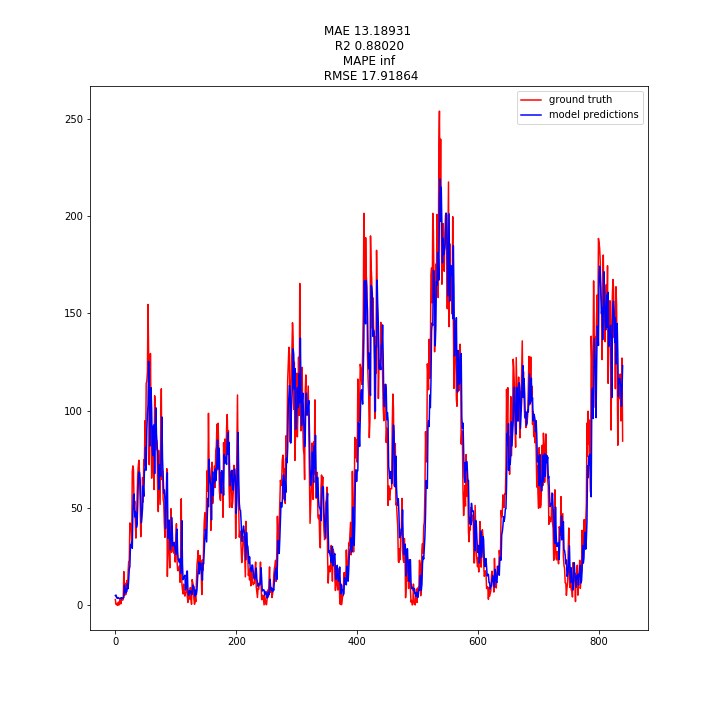 MAE 13.18931
R2 0.88020
MAPE inf
RMSE 17.91864
ground truth
model predictions
250
200
150
100
50
0
0 200 400 600 800